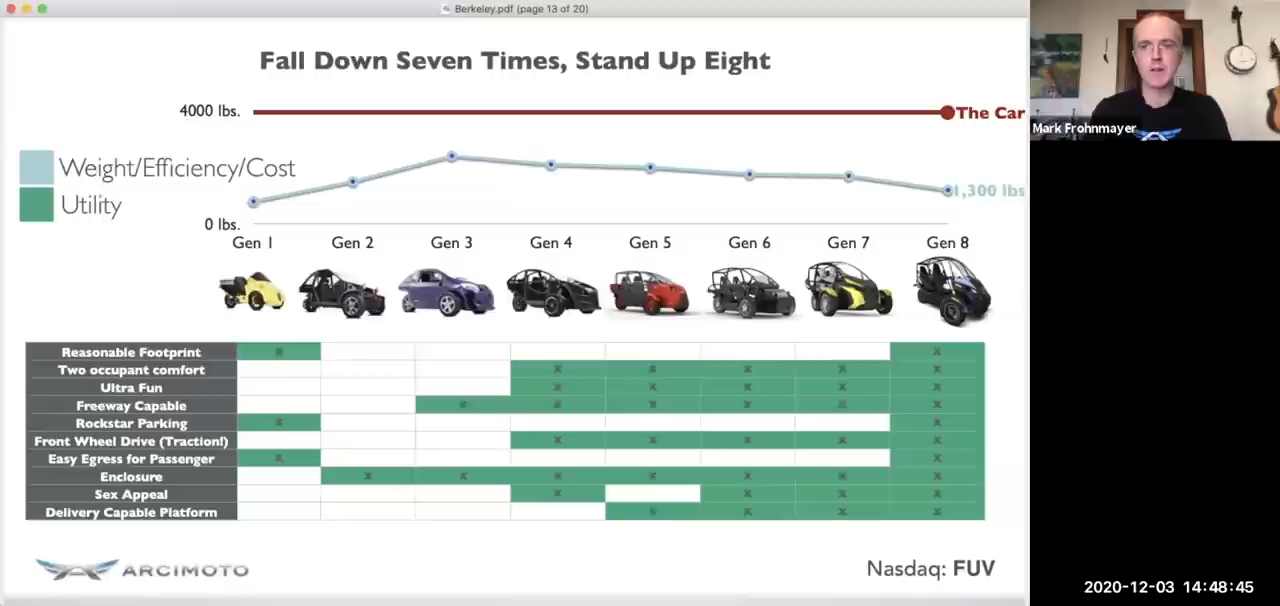 Berkeley.pdf (page 13 of 20)
Fall Down Seven Times, Stand Up Eight
4000 lbs.
The Car
Mark Frohnmayer
Weight/Efficiency/Cost
1,300 lbs
Utility
0 lbs.
Gen 1 Gen 2 Gen 3 Gen 4 Gen 5 Gen 6 Gen 7 Gen 8
Reasonable Footprint x x
Two occupant comfort x x x x x
Ultra Fun x x x x x
Freeway Capable x x x x x x
Rockstar Parking x x
Front Wheel Drive (Traction!) x x x x x
Easy Egress for Passenger x x
Enclosure x x x x x x x
Sex Appeal x x x x
Delivery Capable Platform x x x x
ARCIMOTO
Nasdaq: FUV
2020-12-03 14:48:45